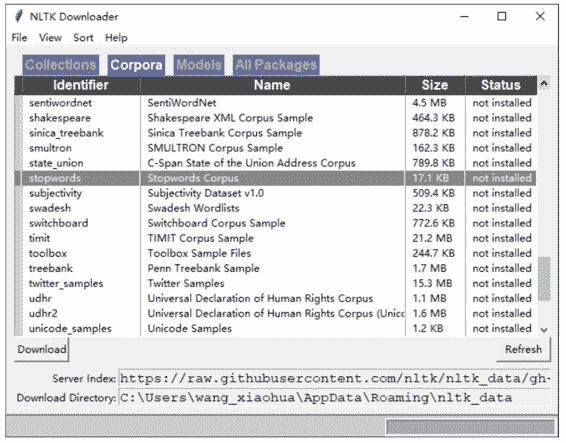 NLTK Downloader
File View Sort Help
Collections Corpora Models All Packages
Identifier Name Size Status
sentiwordnet SentiWordNet 4.5 MB not installed
shakespeare Shakespeare XML Corpus Sample 464.3 KB not installed
sinica_treebank Sinica Treebank Corpus Sample 878.2 KB not installed
smultron SMULTRON Corpus Sample 162.3 KB not installed
state_union C-Span State of the Union Address Corpus 789.8 KB not installed
stopwords Stopwords Corpus 17.1 KB not installed
subjectivity Subjectivity Dataset v1.0 509.4 KB not installed
swadesh Swadesh Wordlists 22.3 KB not installed
switchboard Switchboard Corpus Sample 772.6 KB not installed
timit TIMIT Corpus Sample 21.2 MB not installed
toolbox Toolbox Sample Files 244.7 KB not installed
treebank Penn Treebank Sample 1.7 MB not installed
twitter_samples Twitter Samples 15.3 MB not installed
udhr Universal Declaration of Human Rights Corpus 1.1 MB not installed
udhr2 Universal Declaration of Human Rights Corpus (Unicc 1.6 MB not installed
unicode_samples Unicode Samples 1.2 KB not installed
Download Refresh
Server Index: https://raw.githubusercontent.com/nltk/nltk_data/gh-
Download Directory: C:\Users\wang_xiaohua\AppData\Roaming\nltk_data